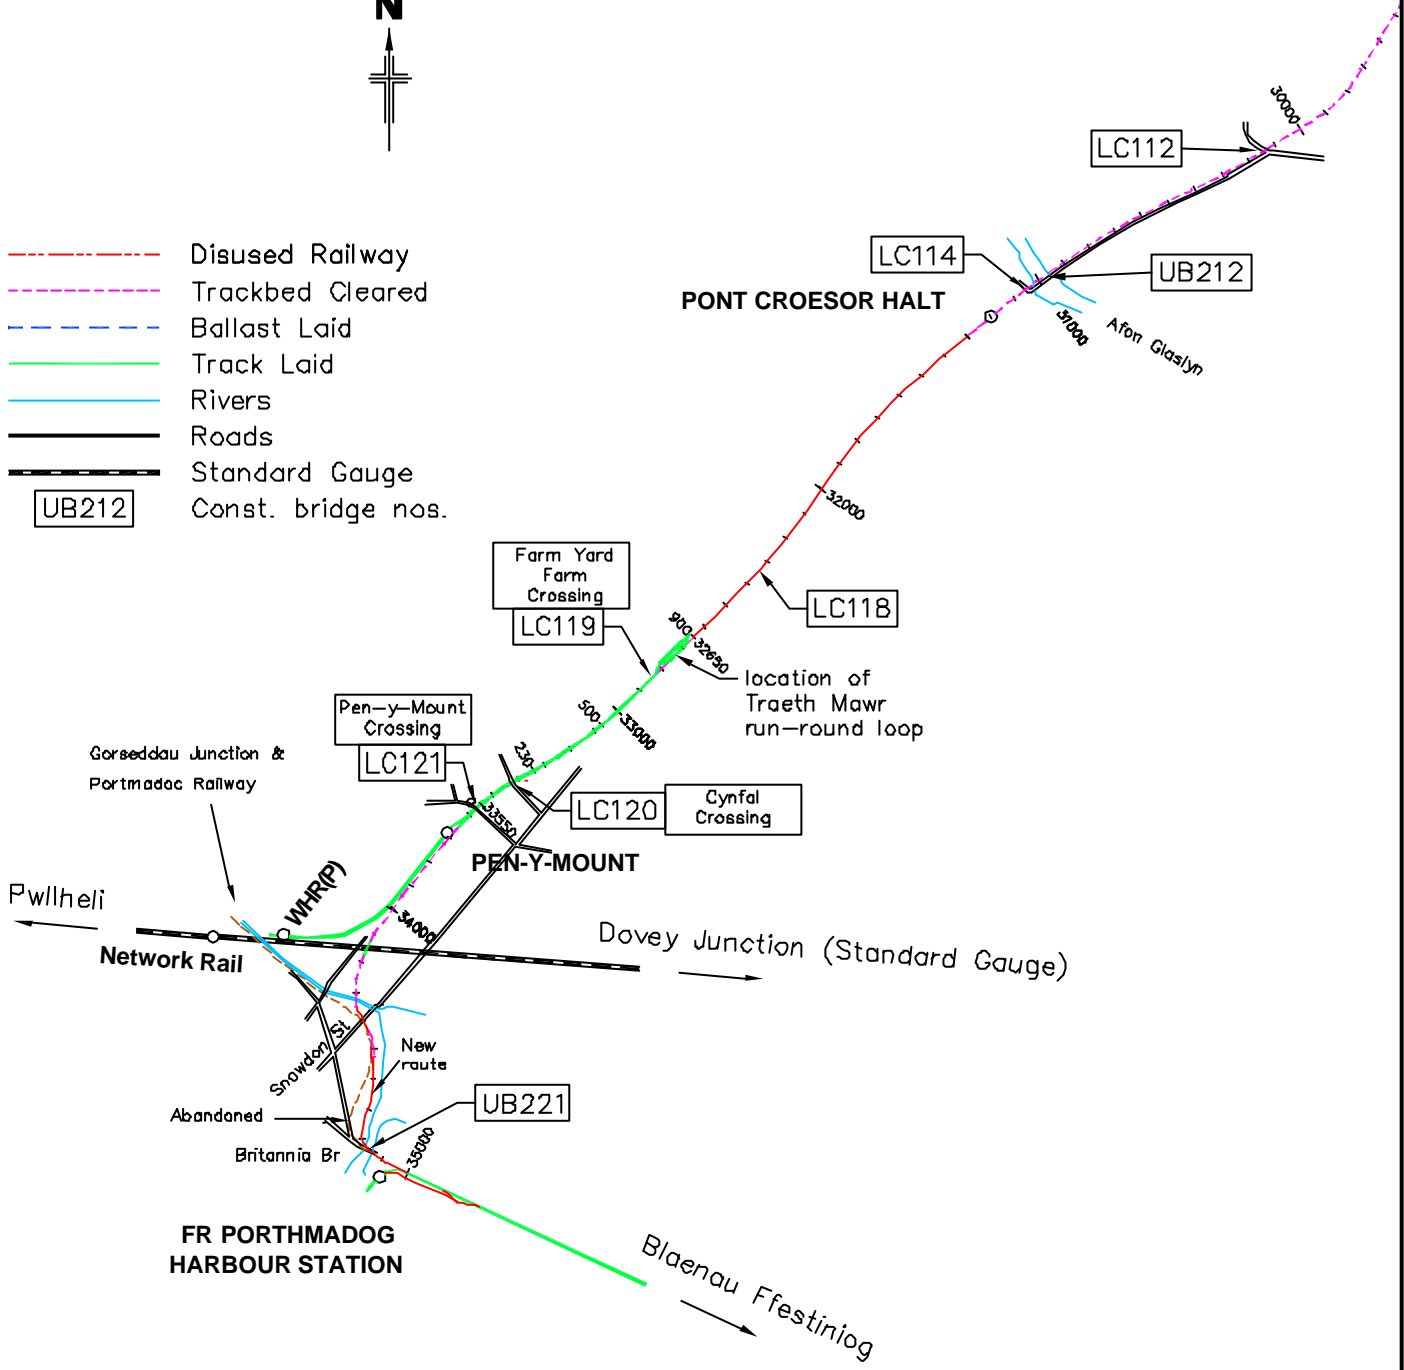 N
30000
LC112
LC114
UB212
PONT CROESOR HALT
37000
Afon Glaslyn
Disused Railway
Trackbed Cleared
Ballast Laid
Track Laid
Rivers
Roads
Standard Gauge
UB212
Const. bridge nos.
32000
Farm Yard
Farm
Crossing
LC119
LC118
900
32650
location of
Traeth Mawr
run-round loop
500
33000
Pen-y-Mount
Crossing
LC121
230
Gorseddau Junction &
Portmadoc Railway
33550
LC120
Cynfal
Crossing
PEN-Y-MOUNT
Pwllheli
WHR(P)
34000
Network Rail
Dovey Junction (Standard Gauge)
Snowdon St
New
route
Abandoned
UB221
Britannia Br
35000
FR PORTHMADOG
HARBOUR STATION
Blaenau Ffestiniog